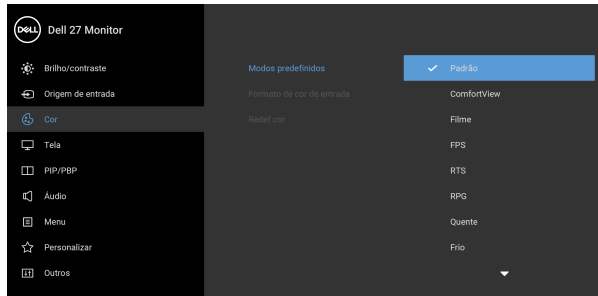 DELL Dell 27 Monitor
Brilho/contraste
Modos predefinidos
Padrão
Origem de entrada
Formato de cor de entrada
ComfortView
Cor
Redef cor
Filme
Tela
FPS
PIP/PBP
RTS
Áudio
RPG
Menu
Quente
Personalizar
Frio
Outros